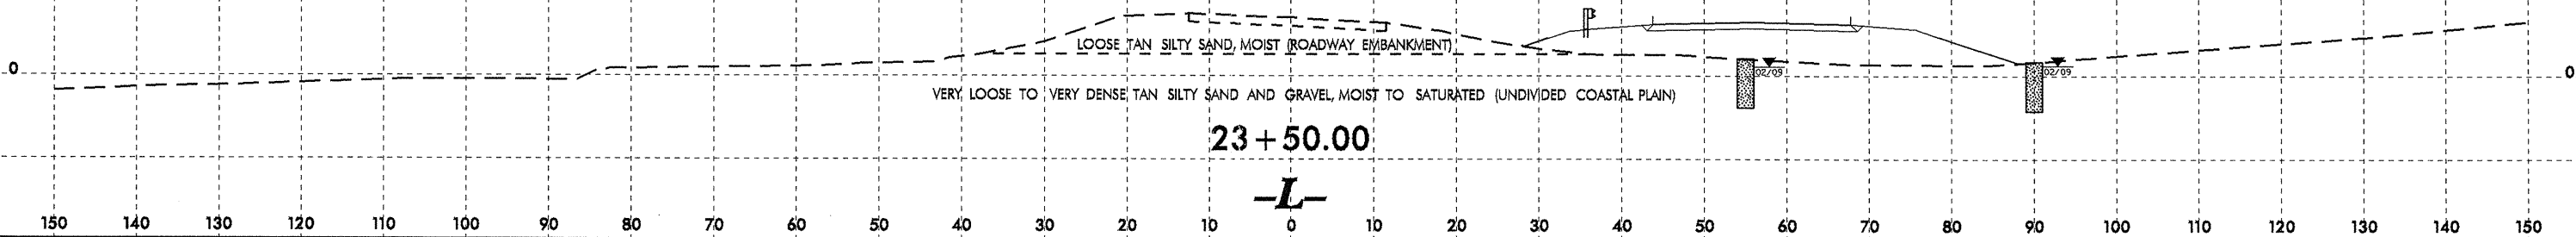 LOOSE TAN SILTY SAND, MOIST (ROADWAY EMBANKMENT)
0 0
02/09 02/09
VERY LOOSE TO VERY DENSE TAN SILTY SAND AND GRAVEL, MOIST TO SATURATED (UNDIVIDED COASTAL PLAIN)
23+50.00
-L-
150 140 130 120 110 100 90 80 70 60 50 40 30 20 10 0 10 20 30 40 50 60 70 80 90 100 110 120 130 140 150